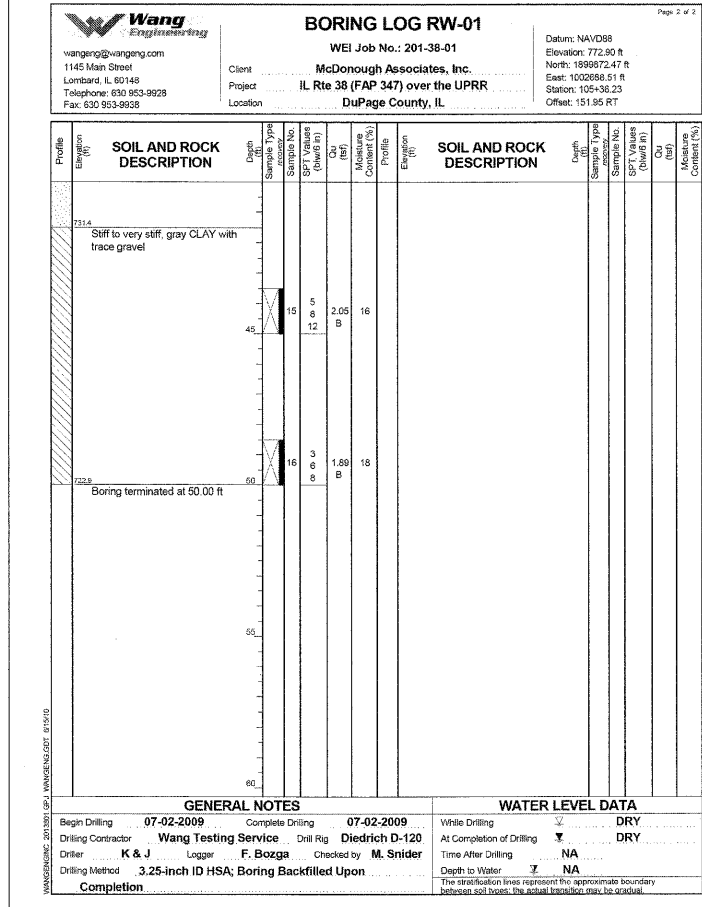 Page 2 of 2
Wang
Engineering
wangeng@wangeng.com
1145 Main Street
Lombard, IL 60148
Telephone: 630 953-9928
Fax: 630 953-9938
BORING LOG RW-01
WEI Job No.: 201-38-01
Client McDonough Associates, Inc.
Project IL Rte 38 (FAP 347) over the UPRR
Location DuPage County, IL
Datum: NAVD88
Elevation: 772.90 ft
North: 1899872.47 ft
East: 1002668.51 ft
Station: 105+36.23
Offset: 151.95 RT
Profile
Elevation (ft)
SOIL AND ROCK
DESCRIPTION
Depth (ft)
Sample Type
recovery
Sample No.
SPT Values
(blw/6 in)
Qu
(tsf)
Moisture
Content (%)
Profile
Elevation (ft)
SOIL AND ROCK
DESCRIPTION
Depth (ft)
Sample Type
recovery
Sample No.
SPT Values
(blw/6 in)
Qu
(tsf)
Moisture
Content (%)
731.4
Stiff to very stiff, gray CLAY with
trace gravel
15 5 8 12 2.05 B 16
45
16 3 6 8 1.89 B 18
722.9 50
Boring terminated at 50.00 ft
55
60
WANGENGINC 2013801.GPJ WANGENG.GDT 6/15/10
GENERAL NOTES
Begin Drilling 07-02-2009 Complete Drilling 07-02-2009
Drilling Contractor Wang Testing Service Drill Rig Diedrich D-120
Driller K & J Logger F. Bozga Checked by M. Snider
Drilling Method 3.25-inch ID HSA; Boring Backfilled Upon
Completion
WATER LEVEL DATA
While Drilling DRY
At Completion of Drilling DRY
Time After Drilling NA
Depth to Water NA
The stratification lines represent the approximate boundary
between soil types; the actual transition may be gradual.